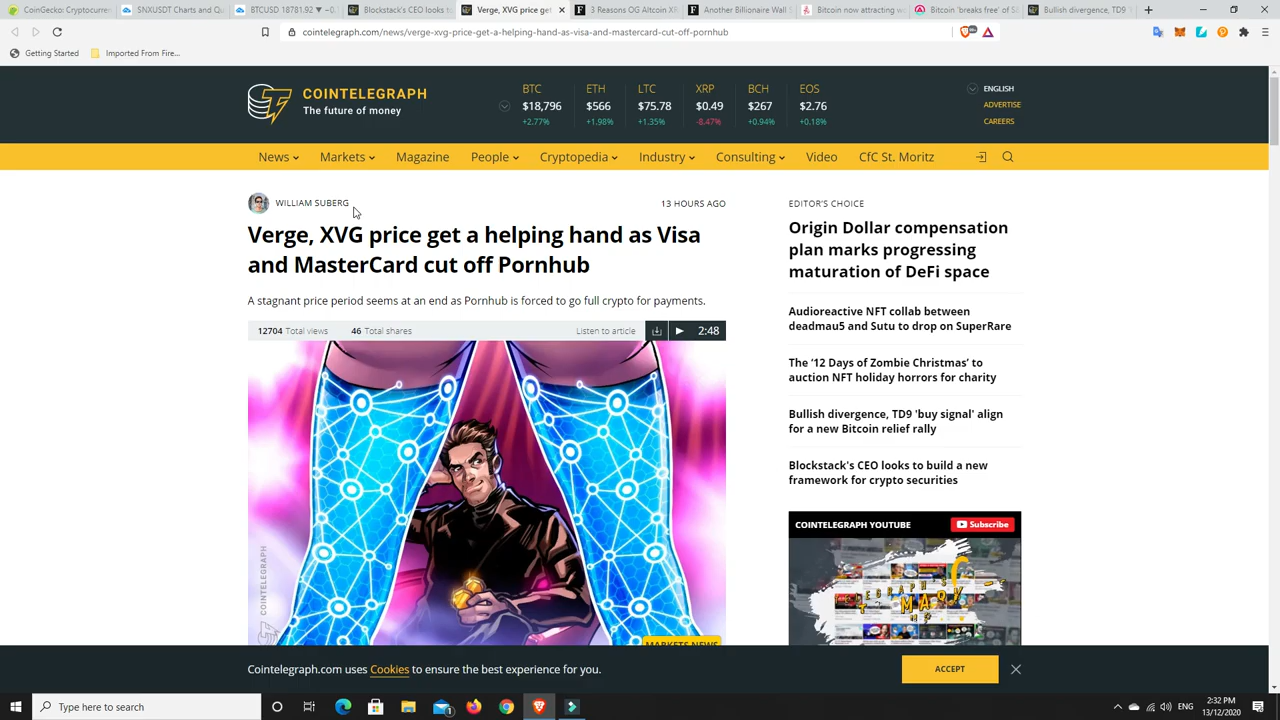 CoinGecko: Cryptocurren
SNXUSDT Charts and Qu
BTCUSD 18781.92 ▼ −0.
Blockstack's CEO looks to
Verge, XVG price get
3 Reasons OG Altcoin XR
Another Billionaire Wall S
Bitcoin now attracting w
Bitcoin 'breaks free' of S&
Bullish divergence, TD9 '
cointelegraph.com/news/verge-xvg-price-get-a-helping-hand-as-visa-and-mastercard-cut-off-pornhub
Getting Started
Imported From Fire...
COINTELEGRAPH
The future of money
BTC
ETH
LTC
XRP
BCH
EOS
$18,796
$566
$75.78
$0.49
$267
$2.76
+2.77%
+1.98%
+1.35%
-8.47%
+0.94%
+0.18%
ENGLISH
ADVERTISE
CAREERS
News
Markets
Magazine
People
Cryptopedia
Industry
Consulting
Video
CfC St. Moritz
WILLIAM SUBERG
13 HOURS AGO
Verge, XVG price get a helping hand as Visa
and MasterCard cut off Pornhub
A stagnant price period seems at an end as Pornhub is forced to go full crypto for payments.
12704 Total views
46 Total shares
Listen to article
2:48
COINTELEGRAPH
MARKETS NEWS
EDITOR'S CHOICE
Origin Dollar compensation
plan marks progressing
maturation of DeFi space
Audioreactive NFT collab between
deadmau5 and Sutu to drop on SuperRare
The '12 Days of Zombie Christmas' to
auction NFT holiday horrors for charity
Bullish divergence, TD9 'buy signal' align
for a new Bitcoin relief rally
Blockstack's CEO looks to build a new
framework for crypto securities
COINTELEGRAPH YOUTUBE
Subscribe
Cointelegraph.com uses Cookies to ensure the best experience for you.
ACCEPT
Type here to search
ENG
2:32 PM
13/12/2020